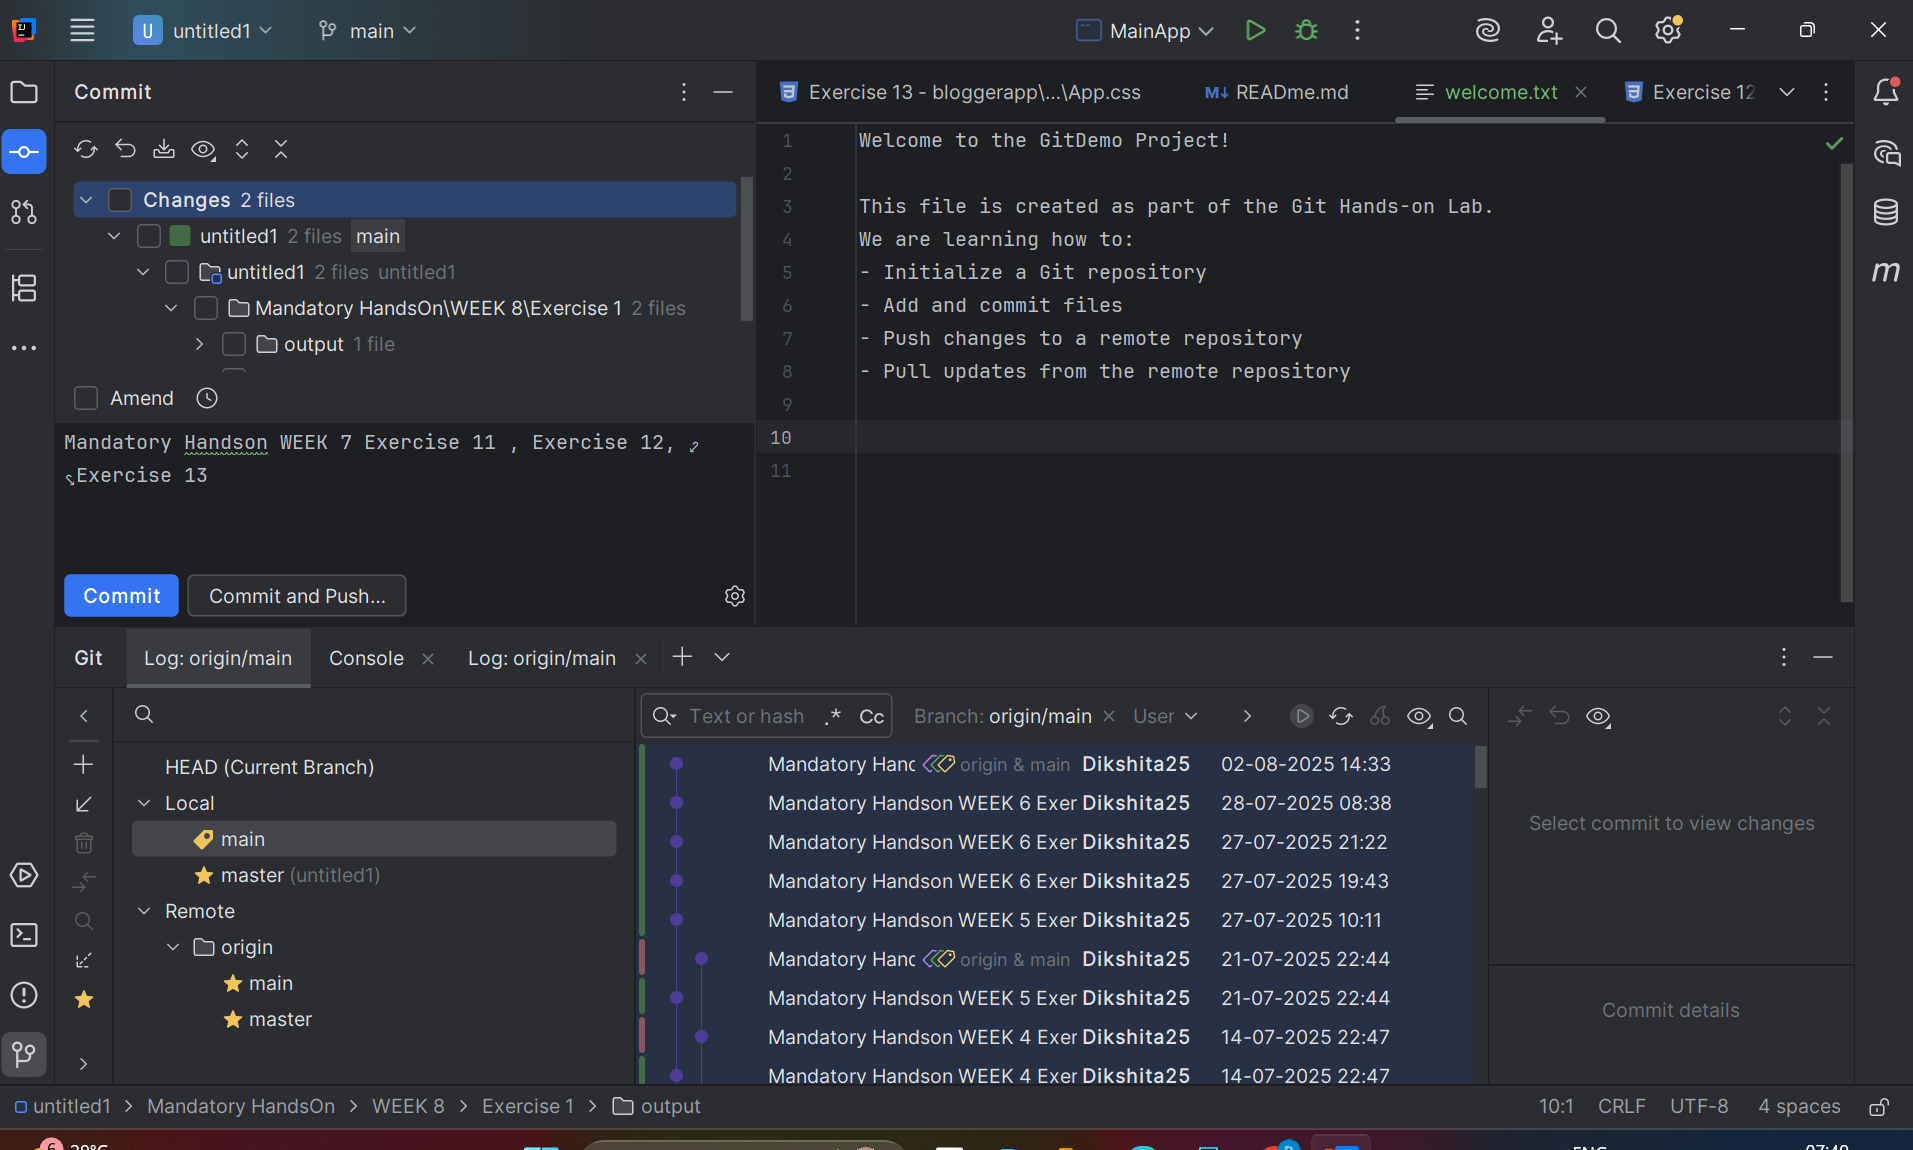 U untitled1 main MainApp
Commit
Exercise 13 - bloggerapp\...\App.css
M↓ READme.md
welcome.txt
Exercise 12
Changes 2 files
untitled1 2 files main
untitled1 2 files untitled1
Mandatory HandsOn\WEEK 8\Exercise 1 2 files
output 1 file
Amend
Mandatory Handson WEEK 7 Exercise 11 , Exercise 12,
Exercise 13
Commit Commit and Push...
1 Welcome to the GitDemo Project!
2
3 This file is created as part of the Git Hands-on Lab.
4 We are learning how to:
5 - Initialize a Git repository
6 - Add and commit files
7 - Push changes to a remote repository
8 - Pull updates from the remote repository
9
10
11
m
Git Log: origin/main Console Log: origin/main
HEAD (Current Branch)
Local
main
master (untitled1)
Remote
origin
main
master
Text or hash .* Cc Branch: origin/main User
Mandatory Hanc origin & main Dikshita25 02-08-2025 14:33
Mandatory Handson WEEK 6 Exer Dikshita25 28-07-2025 08:38
Mandatory Handson WEEK 6 Exer Dikshita25 27-07-2025 21:22
Mandatory Handson WEEK 6 Exer Dikshita25 27-07-2025 19:43
Mandatory Handson WEEK 5 Exer Dikshita25 27-07-2025 10:11
Mandatory Hanc origin & main Dikshita25 21-07-2025 22:44
Mandatory Handson WEEK 5 Exer Dikshita25 21-07-2025 22:44
Mandatory Handson WEEK 4 Exer Dikshita25 14-07-2025 22:47
Mandatory Handson WEEK 4 Exer Dikshita25 14-07-2025 22:47
Select commit to view changes
Commit details
untitled1 > Mandatory HandsOn > WEEK 8 > Exercise 1 > output
10:1 CRLF UTF-8 4 spaces